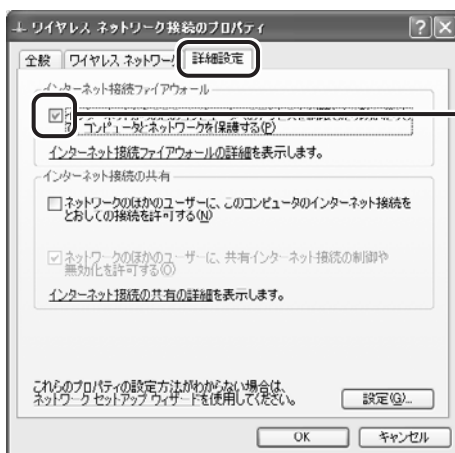 ワイヤレス ネットワーク接続のプロパティ
全般
ワイヤレス ネットワー
詳細設定
インターネット接続ファイアウォール
コンピュータとネットワークを保護する(P)
インターネット接続ファイアウォールの詳細を表示します。
インターネット接続の共有
ネットワークのほかのユーザーに、このコンピュータのインターネット接続を
とおしての接続を許可する(N)
ネットワークのほかのユーザーに、共有インターネット接続の制御や
無効化を許可する(O)
インターネット接続の共有の詳細を表示します。
これらのプロパティの設定方法がわからない場合は、
ネットワーク セットアップ ウィザードを使用してください。
設定(G)...
OK
キャンセル